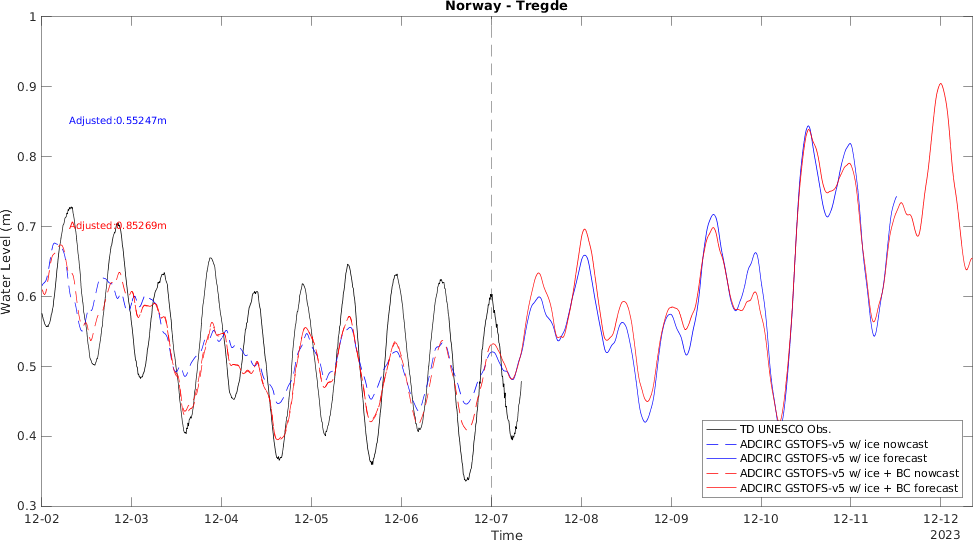 Norway - Tregde
Water Level (m)
1
0.9
0.8
0.7
0.6
0.5
0.4
0.3
Adjusted:0.55247m
Adjusted:0.85269m
TD UNESCO Obs.
ADCIRC GSTOFS-v5 w/ ice nowcast
ADCIRC GSTOFS-v5 w/ ice forecast
ADCIRC GSTOFS-v5 w/ ice + BC nowcast
ADCIRC GSTOFS-v5 w/ ice + BC forecast
12-02 12-03 12-04 12-05 12-06 12-07 12-08 12-09 12-10 12-11 12-12
2023
Time